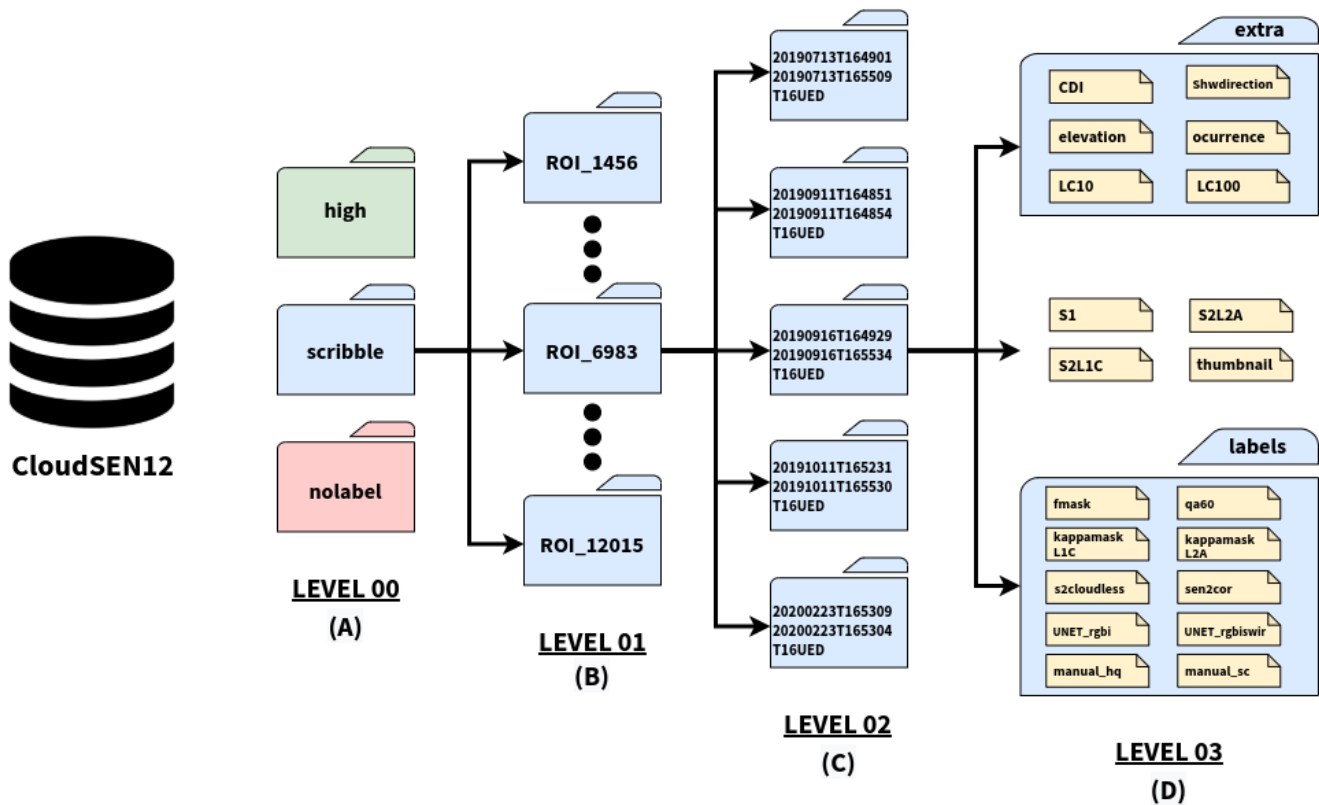 CloudSEN12
high
scribble
nolabel
LEVEL 00
(A)
ROI_1456
ROI_6983
ROI_12015
LEVEL 01
(B)
20190713T164901
20190713T165509
T16UED
20190911T164851
20190911T164854
T16UED
20190916T164929
20190916T165534
T16UED
20191011T165231
20191011T165530
T16UED
20200223T165309
20200223T165304
T16UED
LEVEL 02
(C)
extra
CDI
Shwdirection
elevation
ocurrence
LC10
LC100
S1
S2L2A
S2L1C
thumbnail
labels
fmask
qa60
kappamask
L1C
kappamask
L2A
s2cloudless
sen2cor
UNET_rgbi
UNET_rgbiswir
manual_hq
manual_sc
LEVEL 03
(D)